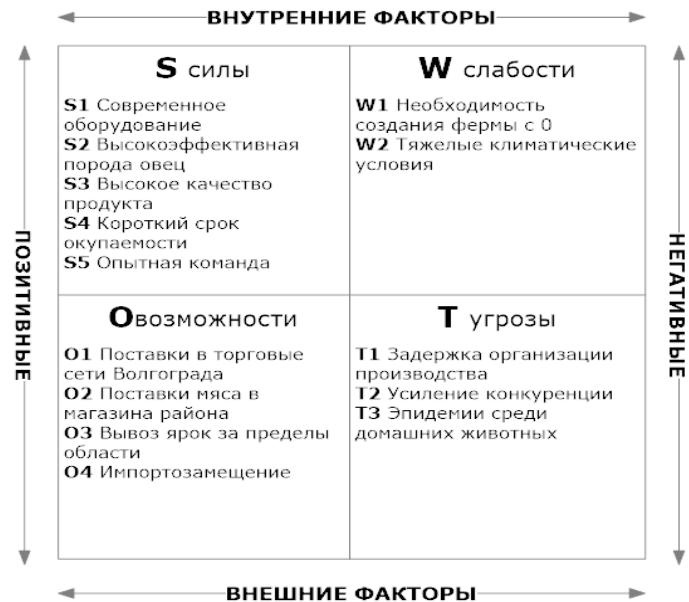 ВНУТРЕННИЕ ФАКТОРЫ
S силы
S1 Современное
оборудование
S2 Высокоэффективная
порода овец
S3 Высокое качество
продукта
S4 Короткий срок
окупаемости
S5 Опытная команда
W слабости
W1 Необходимость
создания фермы с 0
W2 Тяжелые климатические
условия
ПОЗИТИВНЫЕ
НЕГАТИВНЫЕ
Oвозможности
O1 Поставки в торговые
сети Волгограда
O2 Поставки мяса в
магазина района
O3 Вывоз ярок за пределы
области
O4 Импортозамещение
T угрозы
T1 Задержка организации
производства
T2 Усиление конкуренции
T3 Эпидемии среди
домашних животных
ВНЕШНИЕ ФАКТОРЫ